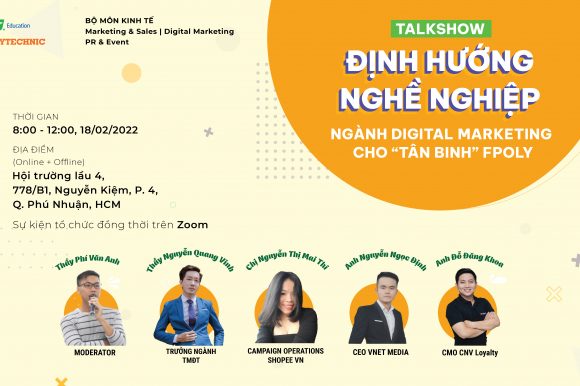 Education
YTECHNIC
BỘ MÔN KINH TẾ
Marketing & Sales | Digital Marketing
PR & Event
TALKSHOW
ĐỊNH HƯỚNG
NGHỀ NGHIỆP
NGÀNH DIGITAL MARKETING
CHO “TÂN BINH” FPOLY
THỜI GIAN
8:00 - 12:00, 18/02/2022
ĐỊA ĐIỂM
(Online + Offline)
Hội trường lầu 4,
778/B1, Nguyễn Kiệm, P. 4,
Q. Phú Nhuận, HCM
Sự kiện tổ chức đồng thời trên Zoom
Thầy Phí Văn Anh
MODERATOR
Thầy Nguyễn Quang Vinh
TRƯỞNG NGÀNH
TMĐT
Chị Nguyễn Thị Mai Thi
CAMPAIGN OPERATIONS
SHOPEE VN
Anh Nguyễn Ngọc Định
CEO VNET MEDIA
Anh Đỗ Đăng Khoa
CMO CNV Loyalty